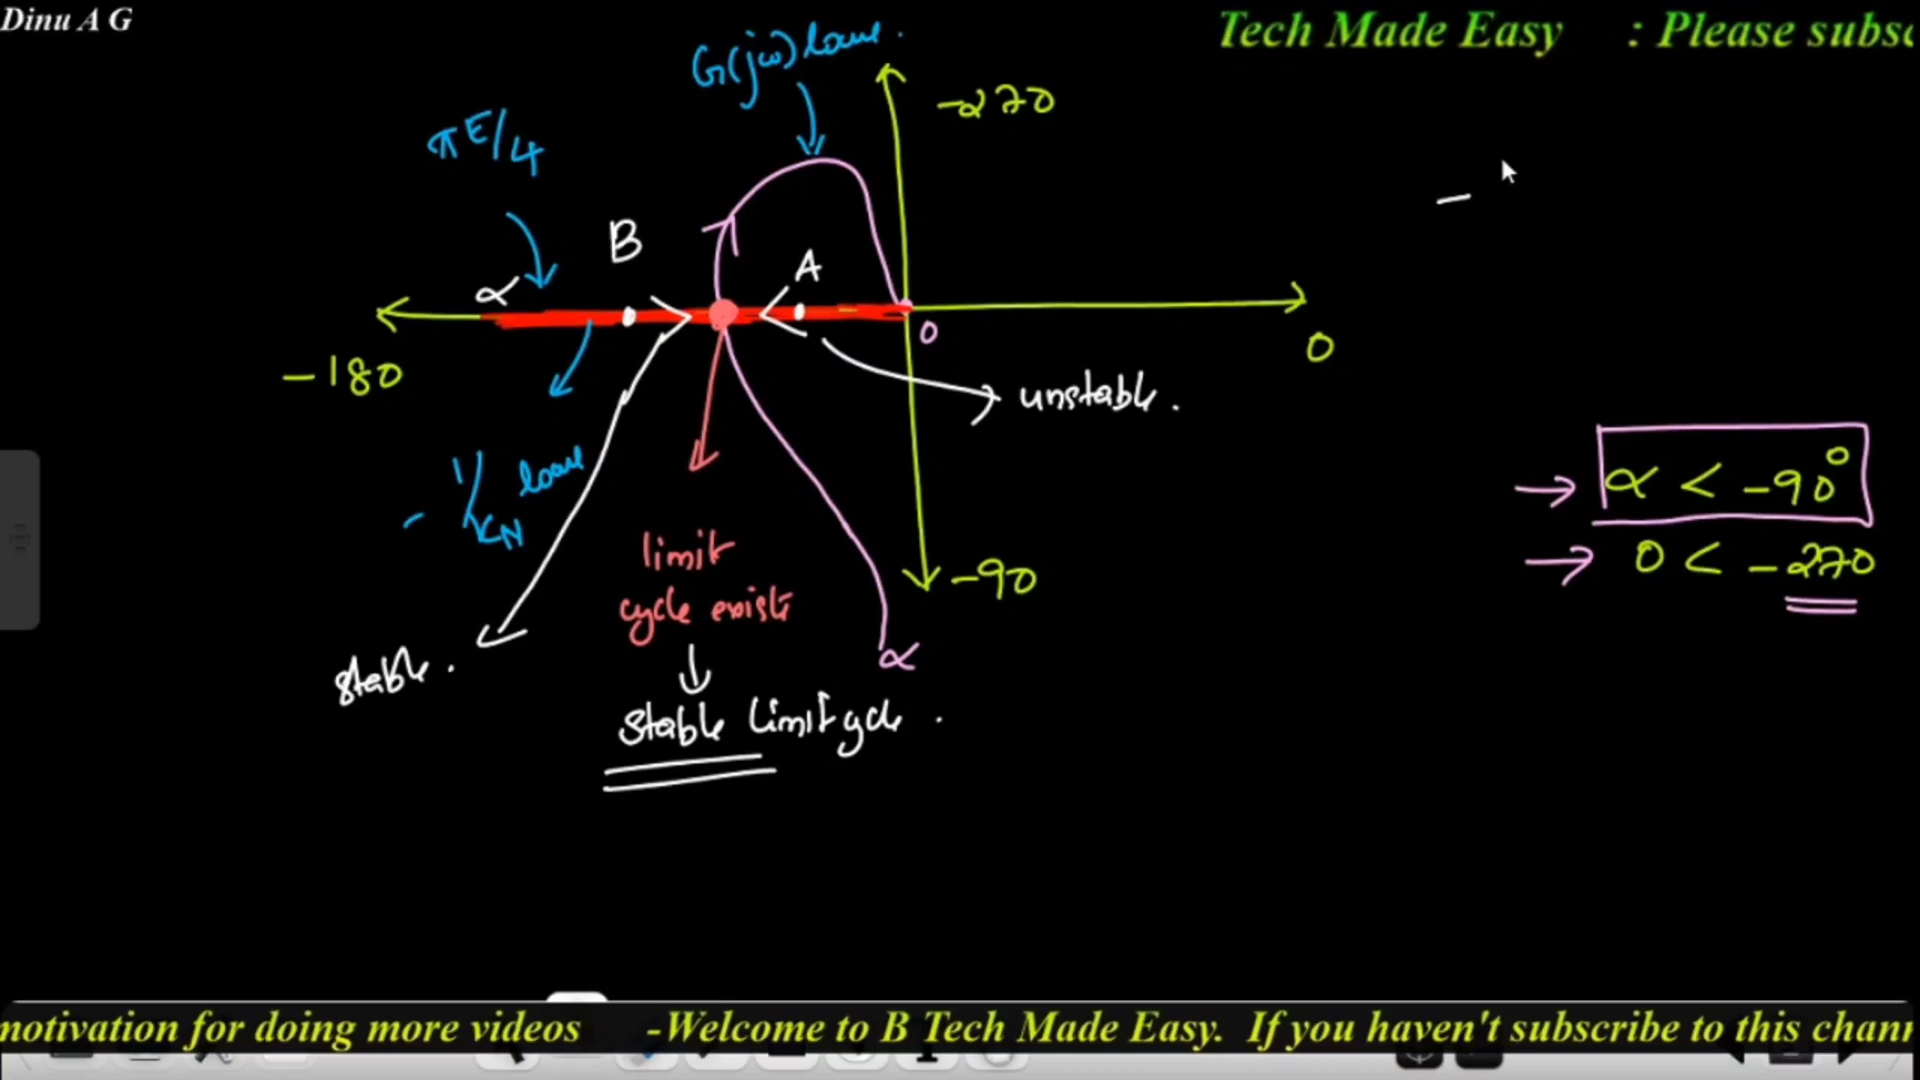 Dinu A G
Tech Made Easy : Please subsc
G(jω) locus.
-270
πE/4
B
A
α
0
0
-180
unstable.
α < -90°
-1/KN locus
limit
cycle exists
-90
0 < -270
stable.
α
stable limit cycle.
motivation for doing more videos -Welcome to B Tech Made Easy. If you haven't subscribe to this chann